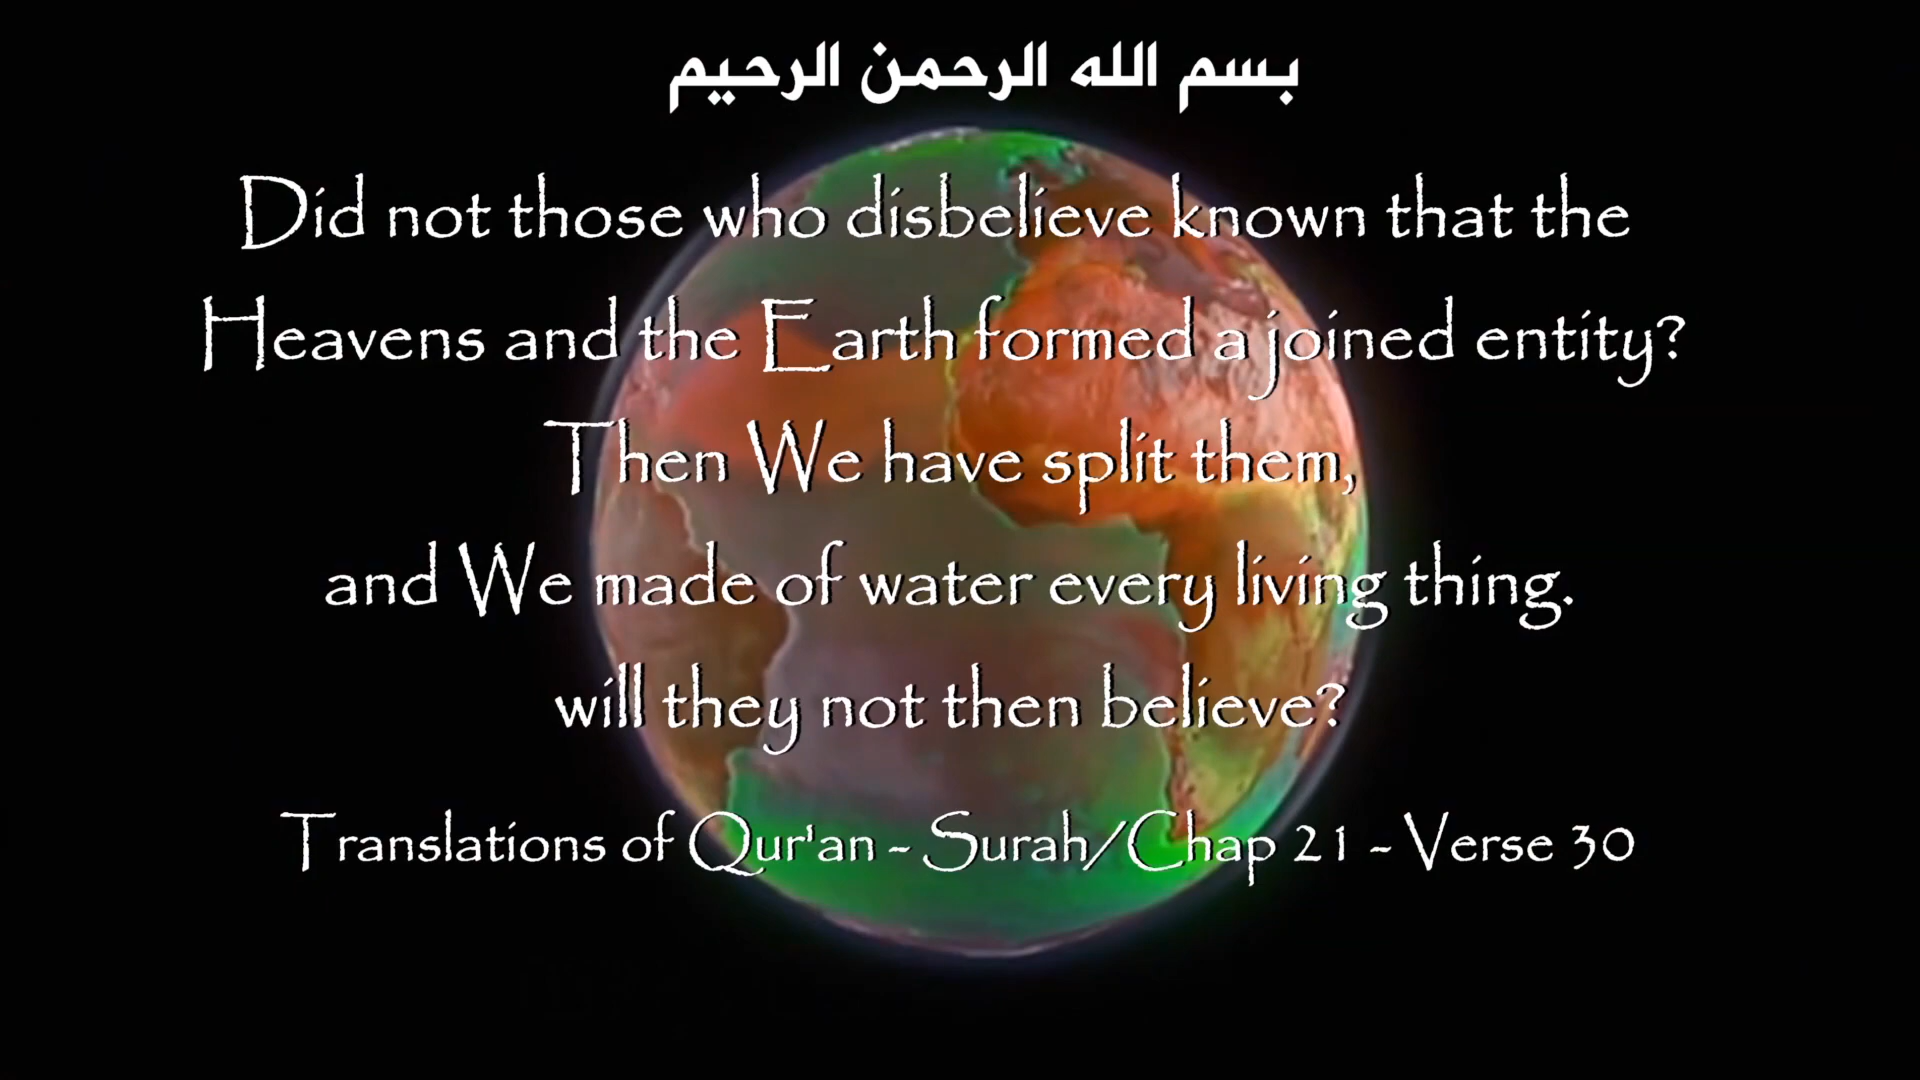 بسم الله الرحمن الرحيم
Did not those who disbelieve known that the
Heavens and the Earth formed a joined entity?
Then We have split them,
and We made of water every living thing.
will they not then believe?
Translations of Qur'an - Surah/Chap 21 - Verse 30